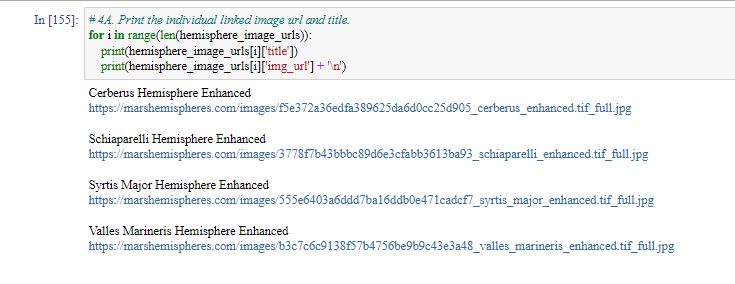 In [155]: # 4A. Print the individual linked image url and title.
for i in range(len(hemisphere_image_urls)):
    print(hemisphere_image_urls[i]['title'])
    print(hemisphere_image_urls[i]['img_url'] + '\n')
Cerberus Hemisphere Enhanced
https://marshemispheres.com/images/f5e372a36edfa389625da6d0cc25d905_cerberus_enhanced.tif_full.jpg
Schiaparelli Hemisphere Enhanced
https://marshemispheres.com/images/3778f7b43bbbc89d6e3cfabb3613ba93_schiaparelli_enhanced.tif_full.jpg
Syrtis Major Hemisphere Enhanced
https://marshemispheres.com/images/555e6403a6ddd7ba16ddb0e471cadcf7_syrtis_major_enhanced.tif_full.jpg
Valles Marineris Hemisphere Enhanced
https://marshemispheres.com/images/b3c7c6c9138f57b4756be9b9c43e3a48_valles_marineris_enhanced.tif_full.jpg